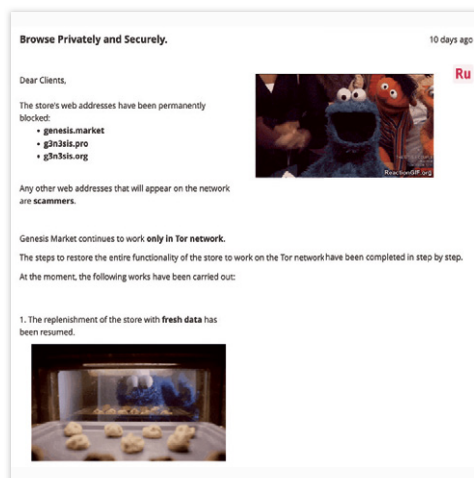 Browse Privately and Securely.
10 days ago
Ru
Dear Clients,
The store's web addresses have been permanently
blocked:
• genesis.market
• g3n3sis.pro
• g3n3sis.org
Any other web addresses that will appear on the network
are scammers.
ReactionGIF.org
Genesis Market continues to work only in Tor network.
The steps to restore the entire functionality of the store to work on the Tor network have been completed in step by step.
At the moment, the following works have been carried out:
1. The replenishment of the store with fresh data has
been resumed.